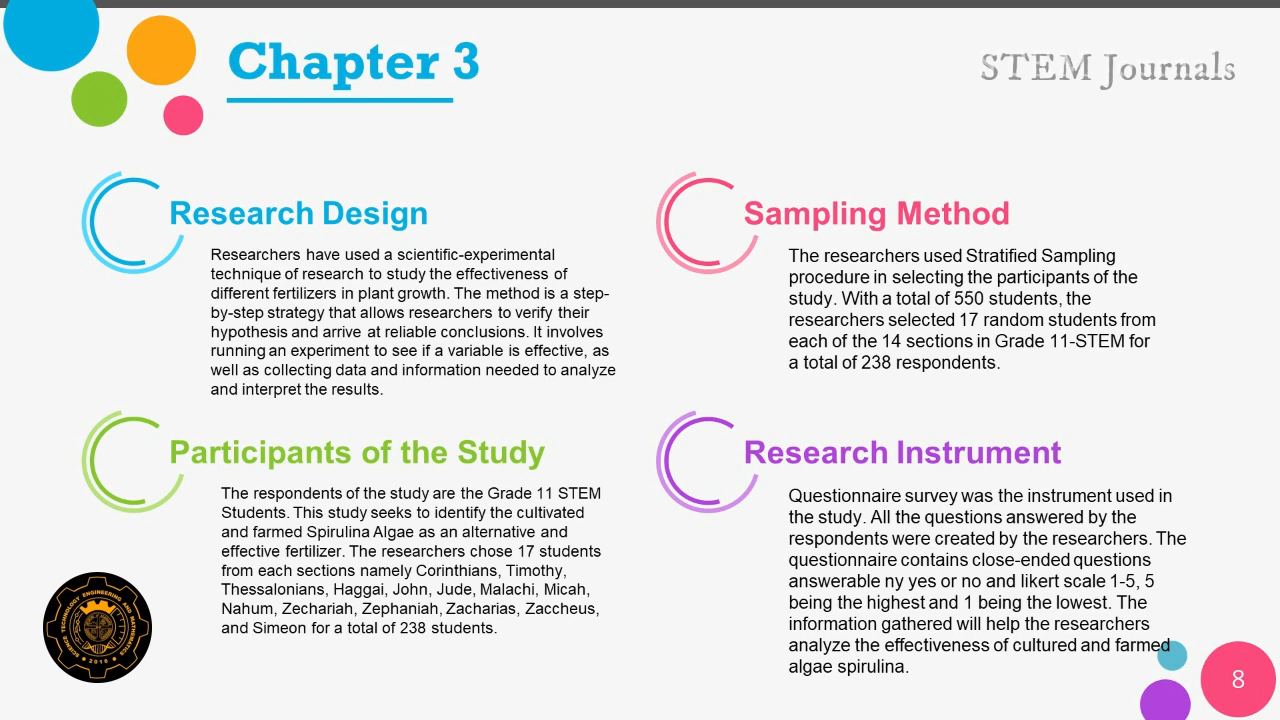 Chapter 3
STEM Journals
Research Design
Researchers have used a scientific-experimental
technique of research to study the effectiveness of
different fertilizers in plant growth. The method is a step-
by-step strategy that allows researchers to verify their
hypothesis and arrive at reliable conclusions. It involves
running an experiment to see if a variable is effective, as
well as collecting data and information needed to analyze
and interpret the results.
Sampling Method
The researchers used Stratified Sampling
procedure in selecting the participants of the
study. With a total of 550 students, the
researchers selected 17 random students from
each of the 14 sections in Grade 11-STEM for
a total of 238 respondents.
Participants of the Study
The respondents of the study are the Grade 11 STEM
Students. This study seeks to identify the cultivated
and farmed Spirulina Algae as an alternative and
effective fertilizer. The researchers chose 17 students
from each sections namely Corinthians, Timothy,
Thessalonians, Haggai, John, Jude, Malachi, Micah,
Nahum, Zechariah, Zephaniah, Zacharias, Zaccheus,
and Simeon for a total of 238 students.
Research Instrument
Questionnaire survey was the instrument used in
the study. All the questions answered by the
respondents were created by the researchers. The
questionnaire contains close-ended questions
answerable ny yes or no and likert scale 1-5, 5
being the highest and 1 being the lowest. The
information gathered will help the researchers
analyze the effectiveness of cultured and farmed
algae spirulina.
SCIENCE TECHNOLOGY ENGINEERING AND MATHEMATICS
2016
8